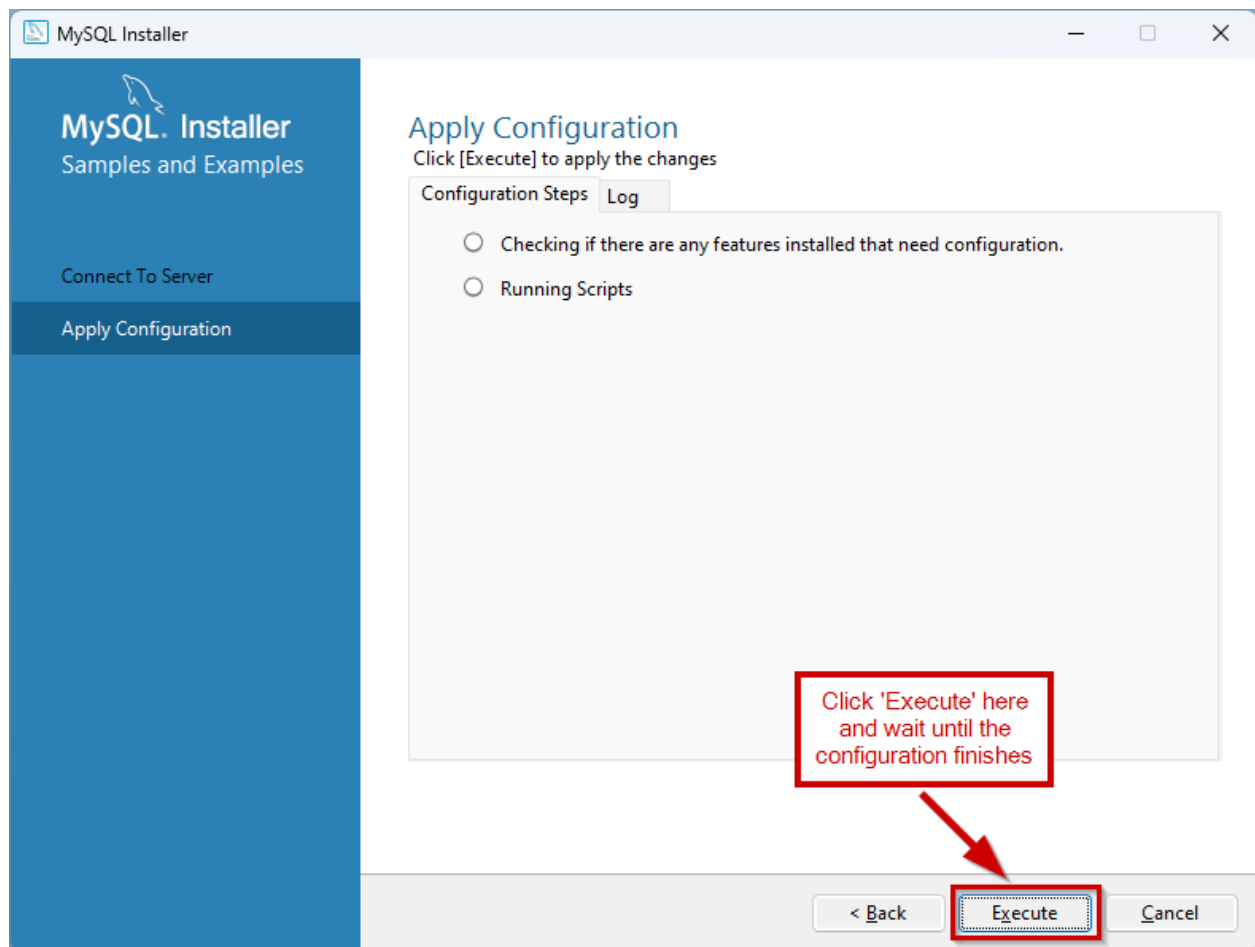 MySQL Installer
MySQL. Installer
Samples and Examples
Connect To Server
Apply Configuration
Apply Configuration
Click [Execute] to apply the changes
Configuration Steps
Log
Checking if there are any features installed that need configuration.
Running Scripts
Click 'Execute' here
and wait until the
configuration finishes
< Back
Execute
Cancel